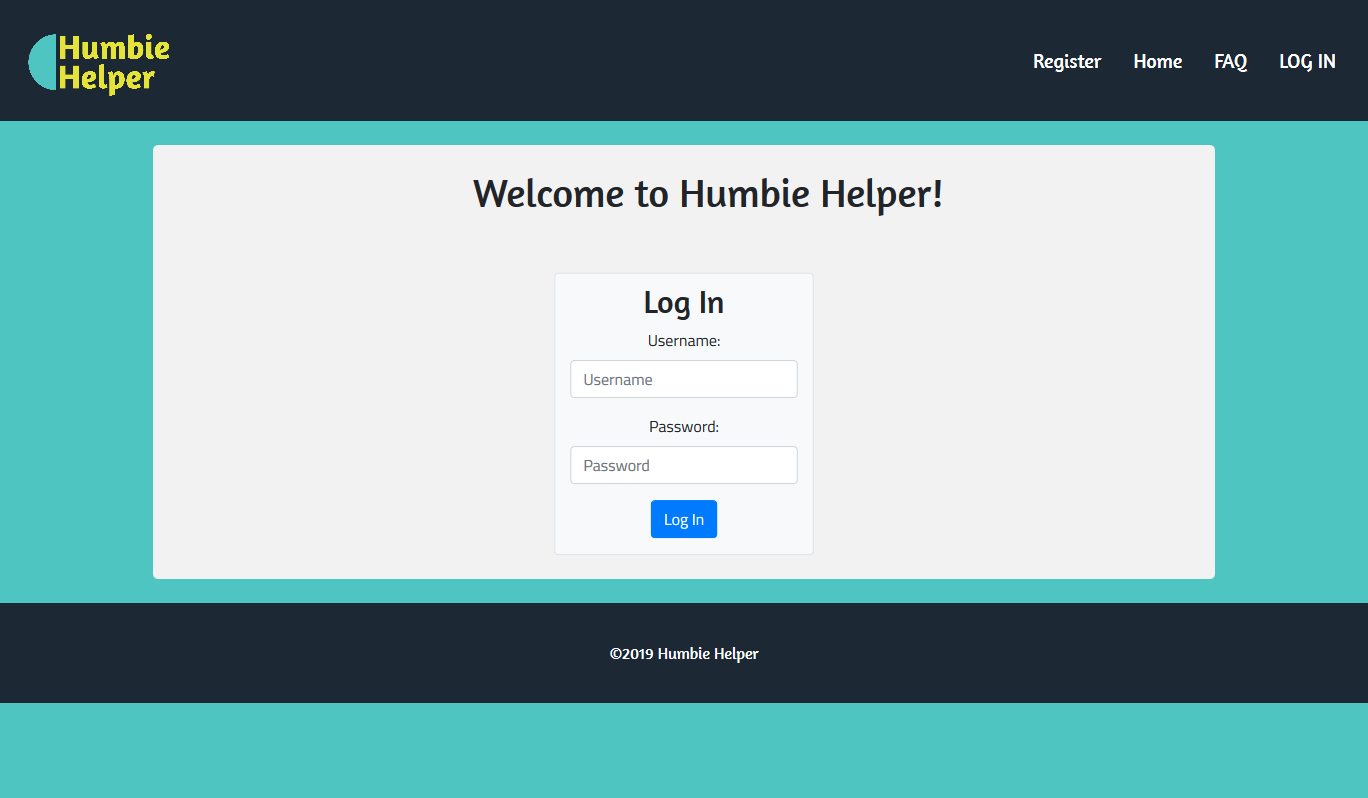 Humbie
Helper
Register Home FAQ LOG IN
Welcome to Humbie Helper!
Log In
Username:
Username
Password:
Password
Log In
©2019 Humbie Helper